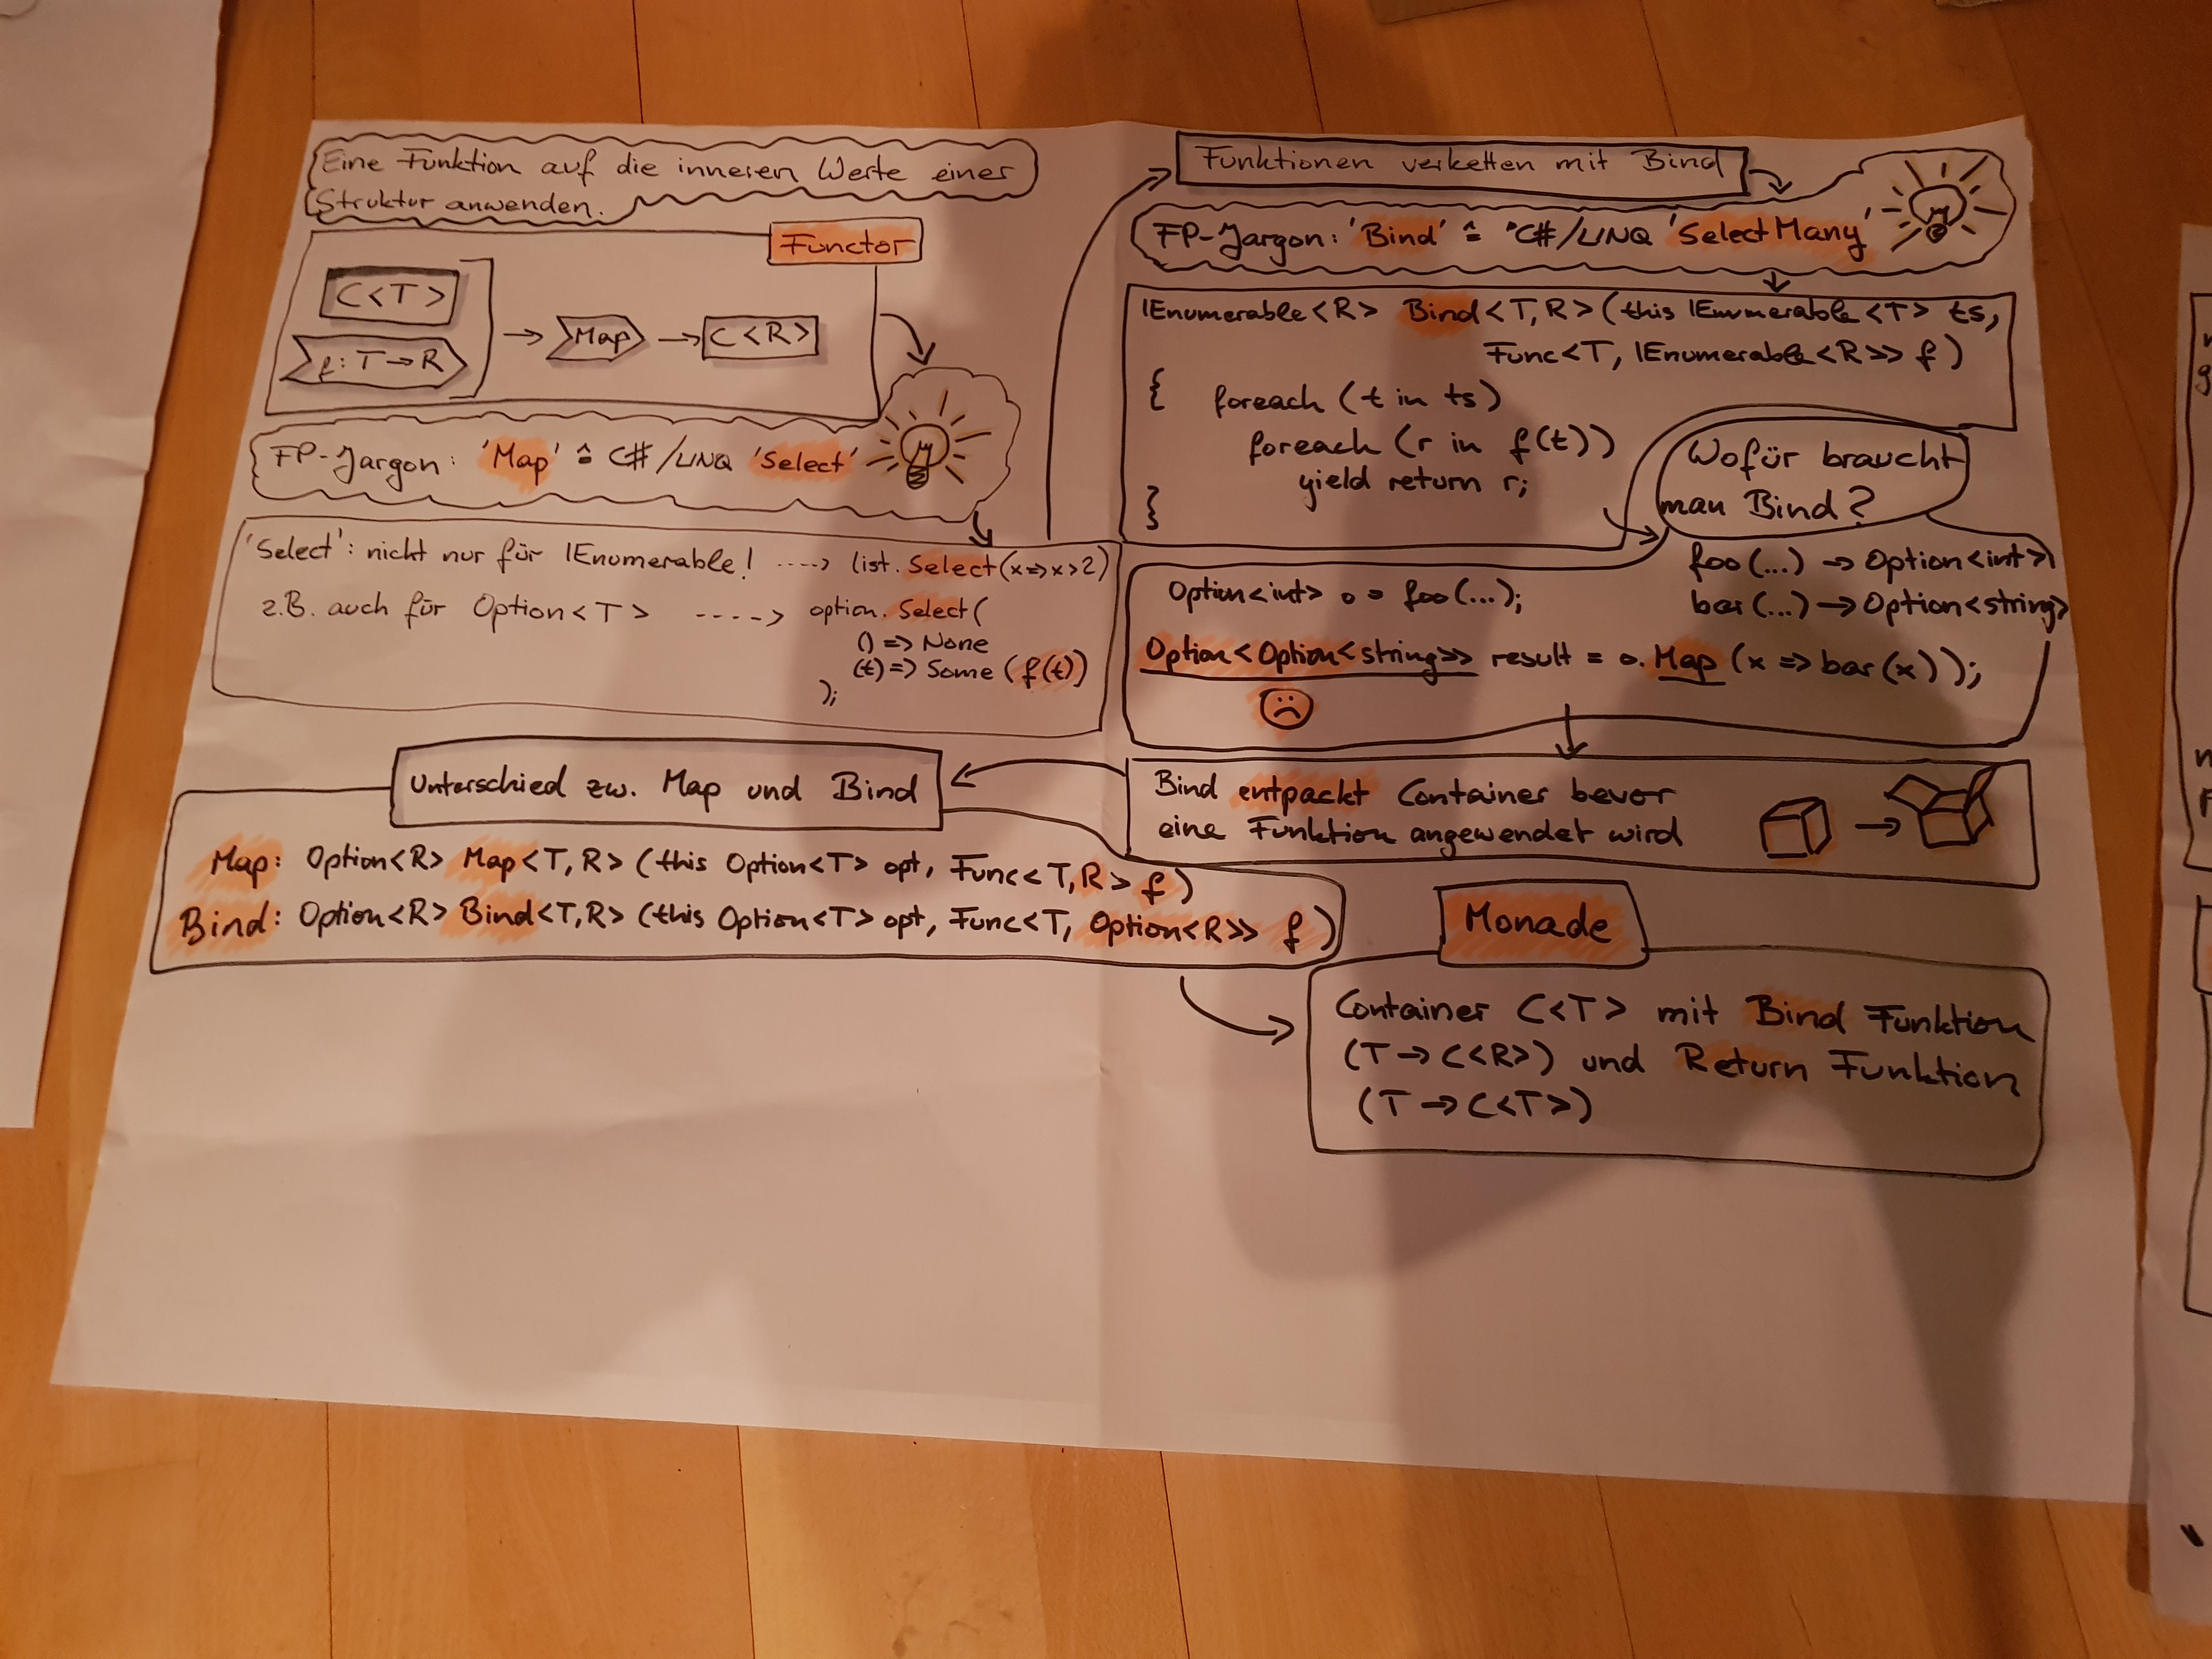 Eine Funktion auf die inneren Werte einer
Struktur anwenden.
Functor
C<T>
f: T → R
→ Map → C<R>
FP-Jargon: 'Map' ≙ C#/LINQ 'Select'
'Select': nicht nur für IEnumerable! ----> list.Select(x=>x>2)
z.B. auch für Option<T> ----> option.Select(
() => None
(t) => Some(f(t))
);
Funktionen verketten mit Bind
FP-Jargon: 'Bind' ≙ "C#/LINQ 'SelectMany'
IEnumerable<R> Bind<T,R>(this IEnumerable<T> ts,
Func<T, IEnumerable<R>> f)
{
foreach (t in ts)
foreach (r in f(t))
yield return r;
}
Wofür braucht
man Bind?
foo(...) → Option<int>
bar(...) → Option<string>
Option<int> o = foo(...);
Option<Option<string>> result = o.Map(x => bar(x));
Bind entpackt Container bevor
eine Funktion angewendet wird
Unterschied zw. Map und Bind
Map: Option<R> Map<T,R>(this Option<T> opt, Func<T,R> f)
Bind: Option<R> Bind<T,R>(this Option<T> opt, Func<T, Option<R>> f)
Monade
Container C<T> mit Bind Funktion
(T → C<R>) und Return Funktion
(T → C<T>)